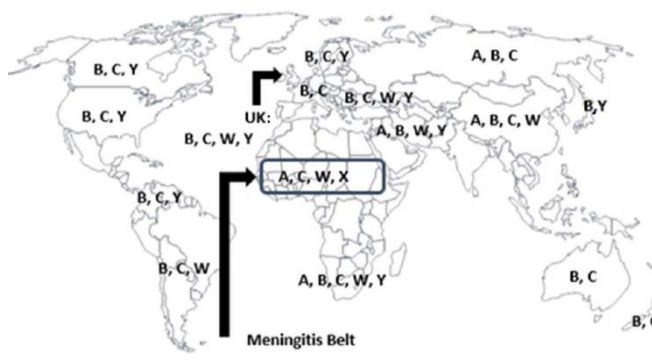 B, C, Y
A, B, C
B, C, Y
B, C
B, C, W, Y
B, C, Y
UK:
B, C, W, Y
A, B, W, Y
A, B, C, W
B,Y
A, C, W, X
B, C, Y
B, C, W
A, B, C, W, Y
B, C
B,
Meningitis Belt